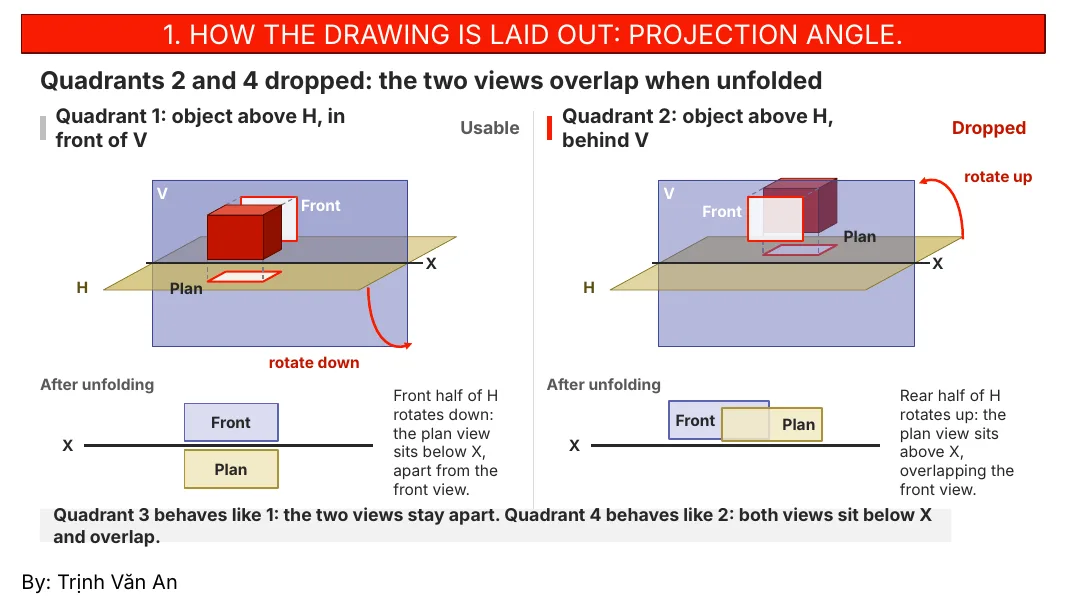 1. HOW THE DRAWING IS LAID OUT: PROJECTION ANGLE.
Quadrants 2 and 4 dropped: the two views overlap when unfolded
Quadrant 1: object above H, in
front of V
Usable
V
Front
X
H
Plan
rotate down
After unfolding
Front
X
Plan
Front half of H
rotates down:
the plan view
sits below X,
apart from the
front view.
Quadrant 2: object above H,
behind V
Dropped
rotate up
V
Front
Plan
X
H
After unfolding
Front
Plan
X
Rear half of H
rotates up: the
plan view sits
above X,
overlapping the
front view.
Quadrant 3 behaves like 1: the two views stay apart. Quadrant 4 behaves like 2: both views sit below X
and overlap.
By: Trịnh Văn An